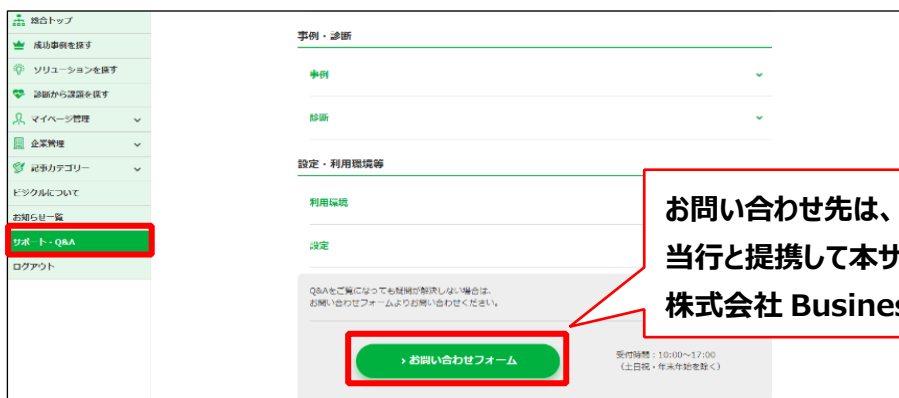 総合トップ
成功事例を探す
ソリューションを探す
診断から課題を探す
マイページ管理
企業管理
記事カテゴリー
ビジクルについて
お知らせ一覧
サポート・Q&A
ログアウト
事例・診断
事例
診断
設定・利用環境等
利用環境
設定
Q&Aをご覧になっても疑問が解決しない場合は、
お問い合わせフォームよりお問い合わせください。
› お問い合わせフォーム
受付時間：10:00～17:00
（土日祝・年末年始を除く）
お問い合わせ先は、
当行と提携して本サ
株式会社 Busines